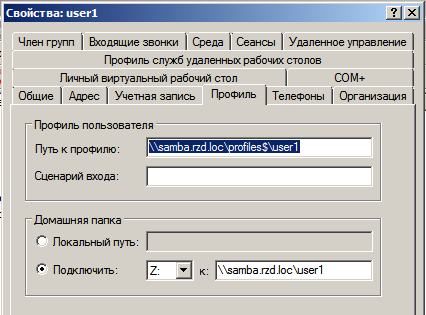 Свойства: user1
Член групп Входящие звонки Среда Сеансы Удаленное управление
Профиль служб удаленных рабочих столов
Личный виртуальный рабочий стол COM+
Общие Адрес Учетная запись Профиль Телефоны Организация
Профиль пользователя
Путь к профилю: \\samba.rzd.loc\profiles$\user1
Сценарий входа:
Домашняя папка
Локальный путь:
Подключить: Z: к: \\samba.rzd.loc\user1